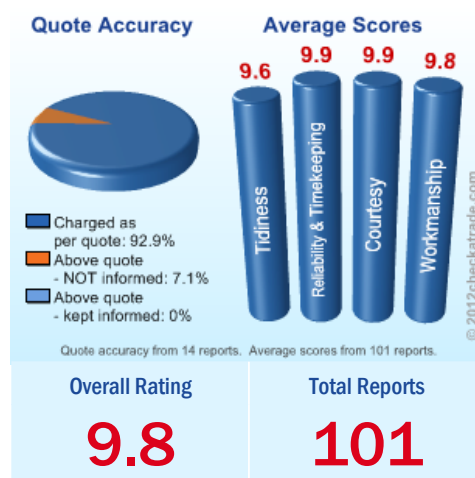 Quote Accuracy
Average Scores
9.6
9.9
9.9
9.8
Tidiness
Reliability & Timekeeping
Courtesy
Workmanship
Charged as
per quote: 92.9%
Above quote
- NOT informed: 7.1%
Above quote
- kept informed: 0%
© 2012checkatrade.com
Quote accuracy from 14 reports. Average scores from 101 reports.
Overall Rating
Total Reports
9.8
101